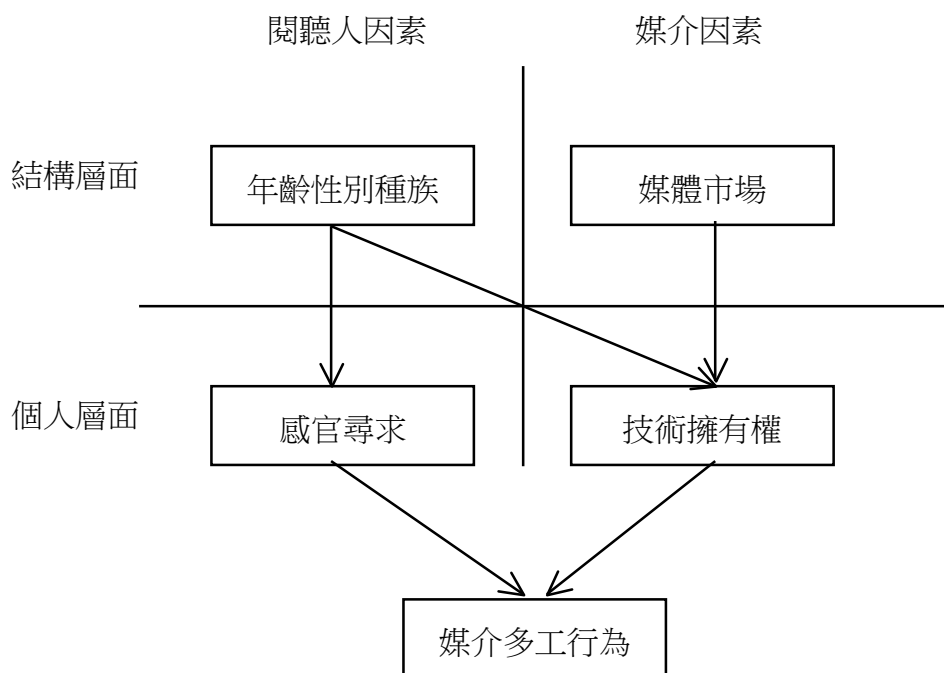 閱聽人因素
媒介因素
結構層面
年齡性別種族
媒體市場
個人層面
感官尋求
技術擁有權
媒介多工行為